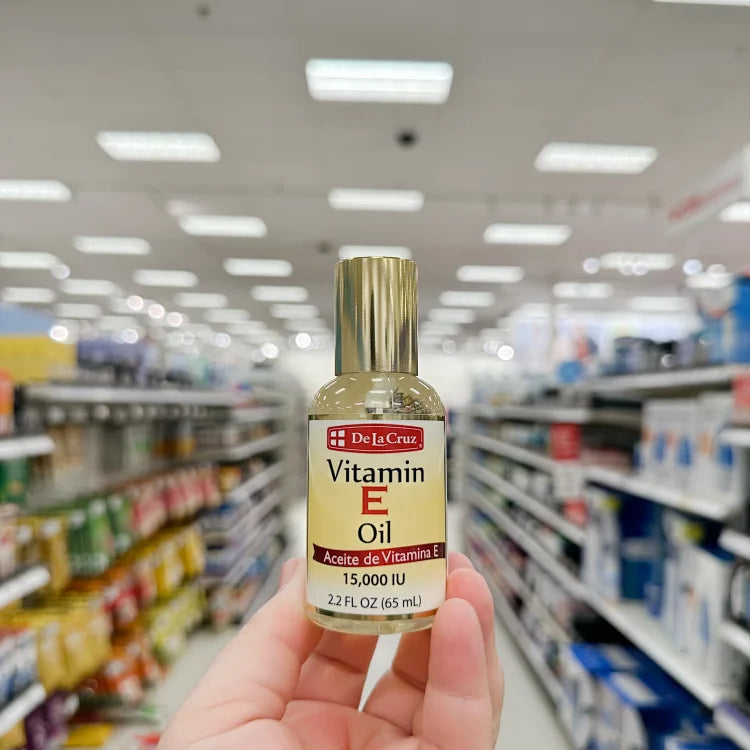 De La Cruz
Vitamin
E
Oil
Aceite de Vitamina E
15,000 IU
2.2 FL OZ (65 mL)